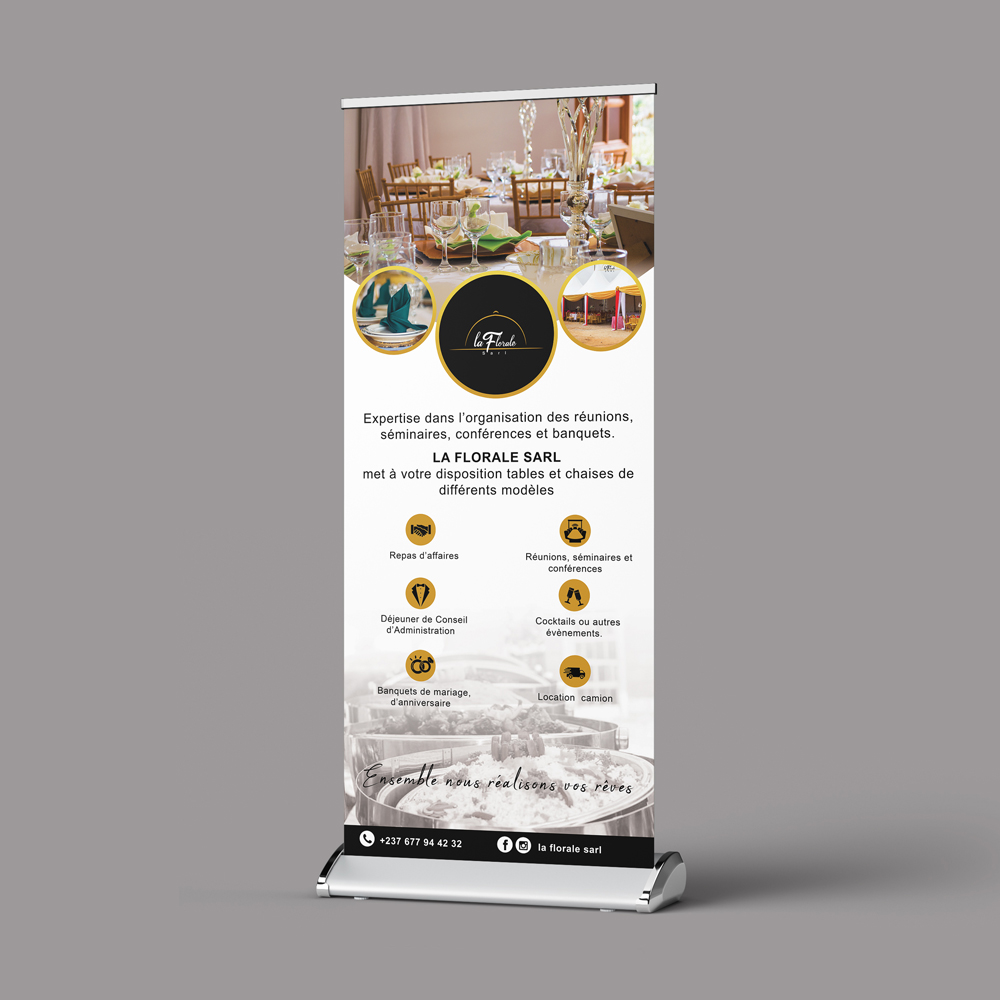 la Florale
Sarl
Expertise dans l'organisation des réunions,
séminaires, conférences et banquets.
LA FLORALE SARL
met à votre disposition tables et chaises de
différents modèles
Repas d'affaires
Réunions, séminaires et
conférences
Déjeuner de Conseil
d'Administration
Cocktails ou autres
évènements.
Banquets de mariage,
d'anniversaire
Location camion
Ensemble nous réalisons vos rêves
+237 677 94 42 32
la florale sarl